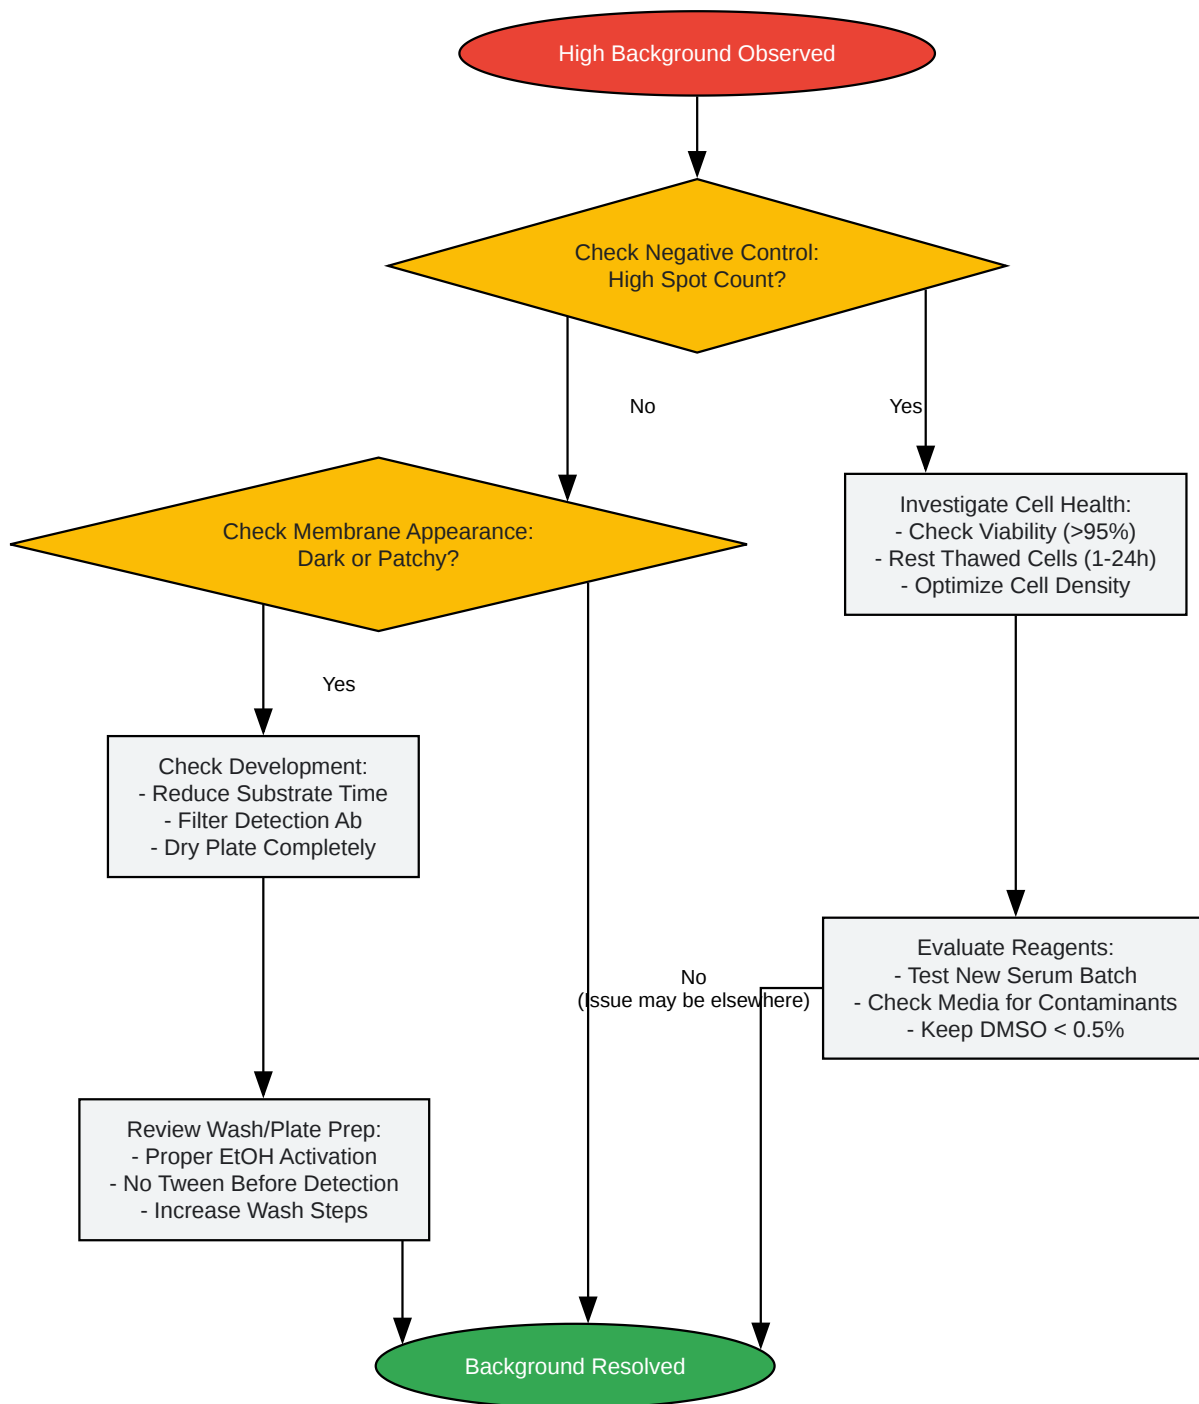 High Background Observed
Check Negative Control:
High Spot Count?
No
Yes
Check Membrane Appearance:
Dark or Patchy?
Investigate Cell Health:
- Check Viability (>95%)
- Rest Thawed Cells (1-24h)
- Optimize Cell Density
Yes
Check Development:
- Reduce Substrate Time
- Filter Detection Ab
- Dry Plate Completely
No
(Issue may be elsewhere)
Evaluate Reagents:
- Test New Serum Batch
- Check Media for Contaminants
- Keep DMSO < 0.5%
Review Wash/Plate Prep:
- Proper EtOH Activation
- No Tween Before Detection
- Increase Wash Steps
Background Resolved